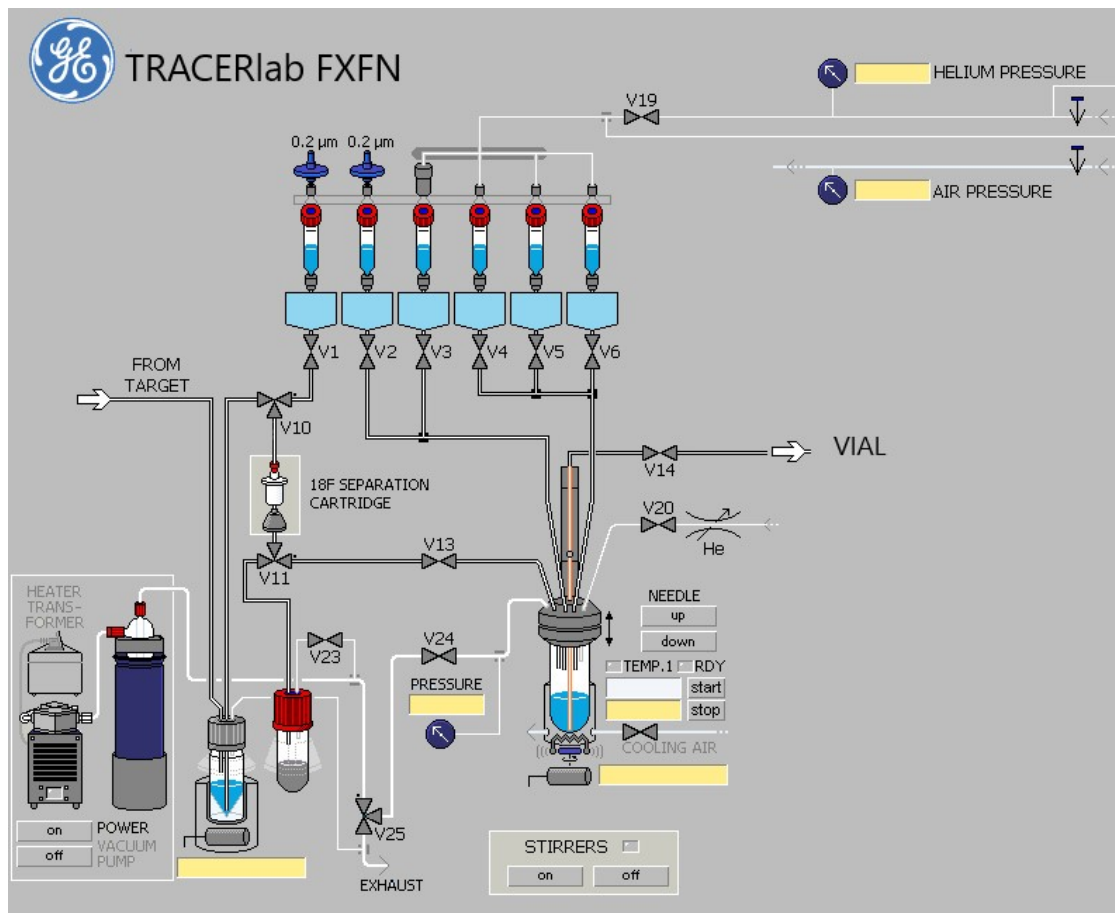 GE
TRACERlab FXFN
HELIUM PRESSURE
V19
0.2 µm
0.2 µm
AIR PRESSURE
V1
V2
V3
V4
V5
V6
FROM
TARGET
V10
VIAL
V14
18F SEPARATION
CARTRIDGE
V20
He
V13
V11
HEATER
TRANS-
FORMER
NEEDLE
up
down
V23
V24
TEMP.1
RDY
PRESSURE
start
stop
COOLING AIR
V25
on
POWER
off
VACUUM
PUMP
STIRRERS
on
off
EXHAUST